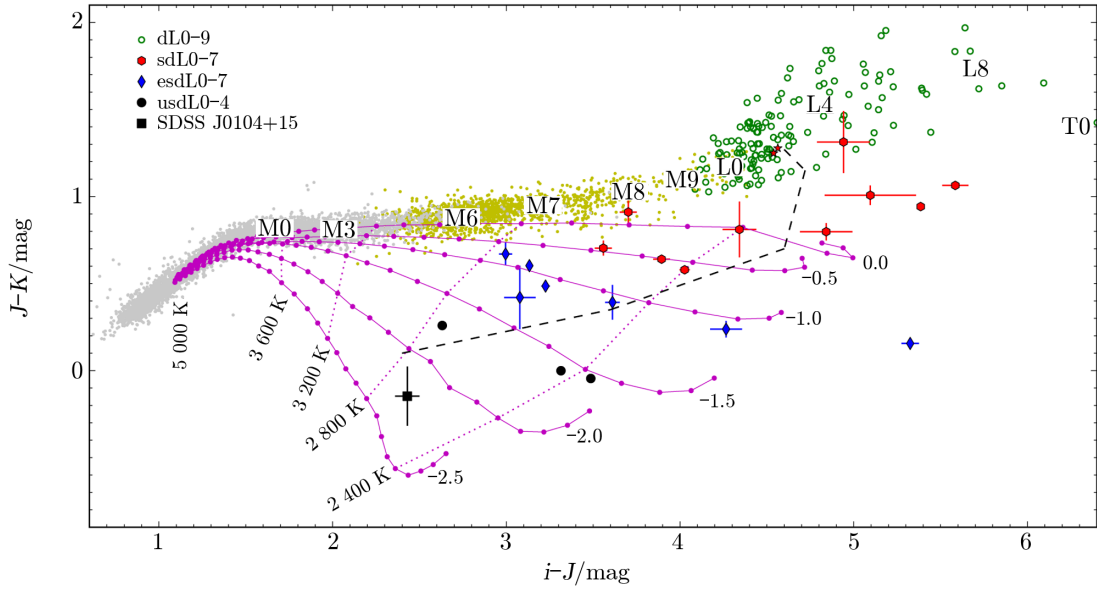 2
1
0
J–K/mag
dL0–9
sdL0–7
esdL0–7
usdL0–4
SDSS J0104+15
L8
L4
T0
L0
M9
M8
M7
M6
M3
M0
0.0
−0.5
−1.0
−1.5
−2.0
−2.5
5 000 K
3 600 K
3 200 K
2 800 K
2 400 K
1 2 3 4 5 6
i–J/mag